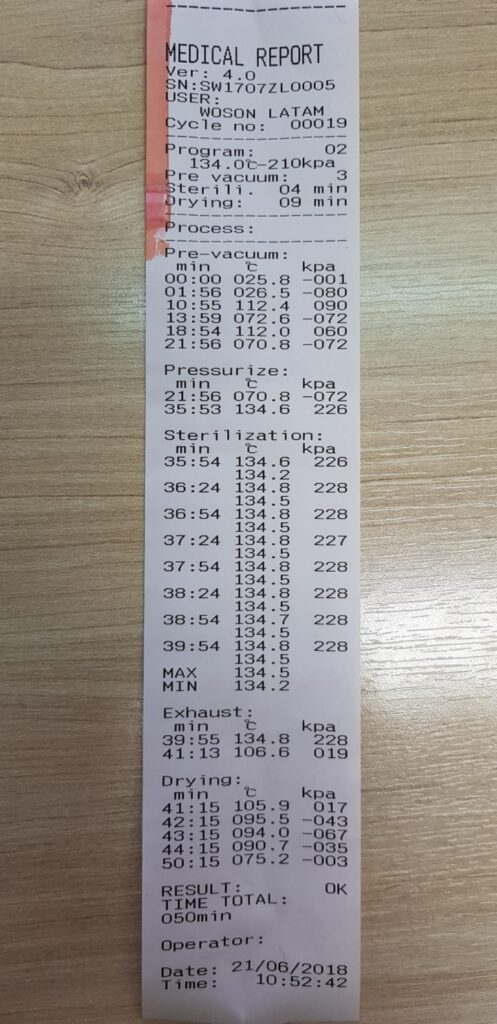 MEDICAL REPORT
Ver: 4.0
SN:SW1707ZL0005
USER:
WOSON LATAM
Cycle no: 00019
Program: 02
134.0℃-210kpa
Pre vacuum: 3
Sterili. 04 min
Drying: 09 min
Process:
Pre-vacuum:
min ℃ kpa
00:00 025.8 -001
01:56 026.5 -080
10:55 112.4 090
13:59 072.6 -072
18:54 112.0 060
21:56 070.8 -072
Pressurize:
min ℃ kpa
21:56 070.8 -072
35:53 134.6 226
Sterilization:
min ℃ kpa
35:54 134.6 226
134.2
36:24 134.8 228
134.5
36:54 134.8 228
134.5
37:24 134.8 227
134.5
37:54 134.8 228
134.5
38:24 134.8 228
134.5
38:54 134.7 228
134.5
39:54 134.8 228
134.5
MAX 134.5
MIN 134.2
Exhaust:
min ℃ kpa
39:55 134.8 228
41:13 106.6 019
Drying:
min ℃ kpa
41:15 105.9 017
42:15 095.5 -043
43:15 094.0 -067
44:15 090.7 -035
50:15 075.2 -003
RESULT: OK
TIME TOTAL:
050min
Operator:
Date: 21/06/2018
Time: 10:52:42